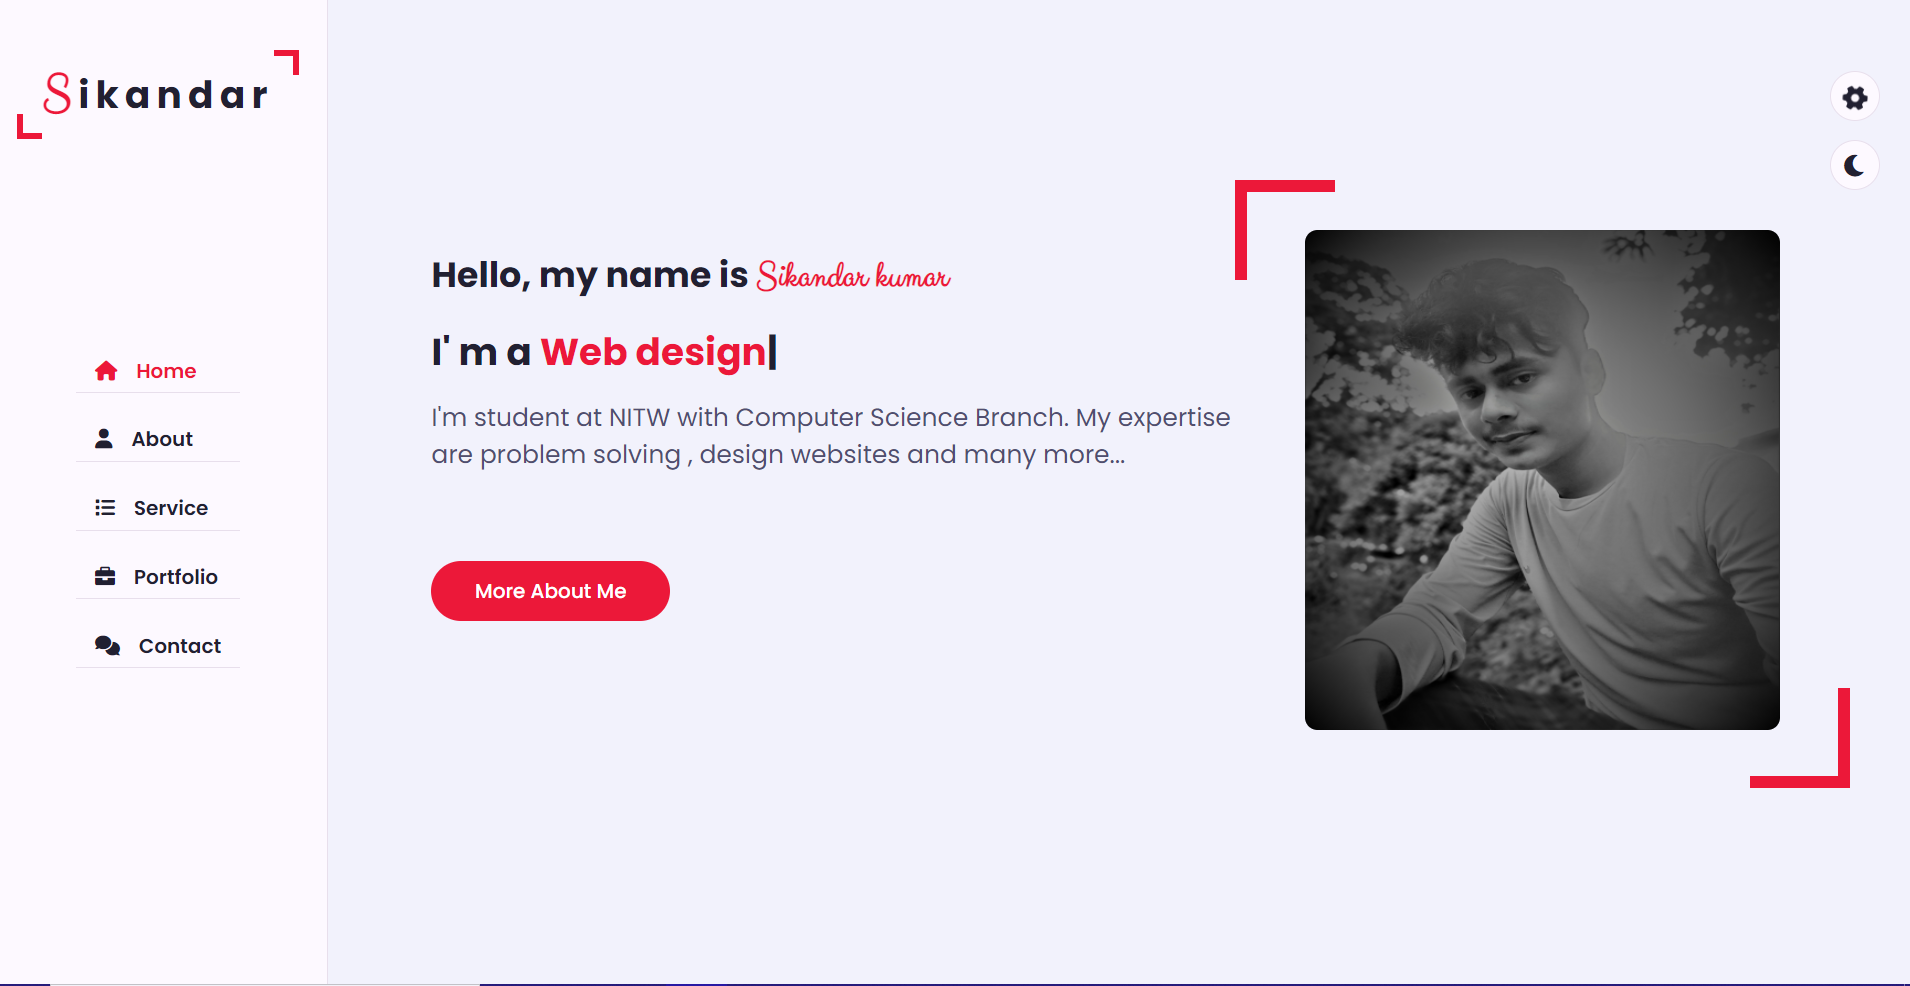 Sikandar
Home
About
Service
Portfolio
Contact
Hello, my name is Sikandar kumar
I' m a Web design|
I'm student at NITW with Computer Science Branch. My expertise
are problem solving , design websites and many more...
More About Me